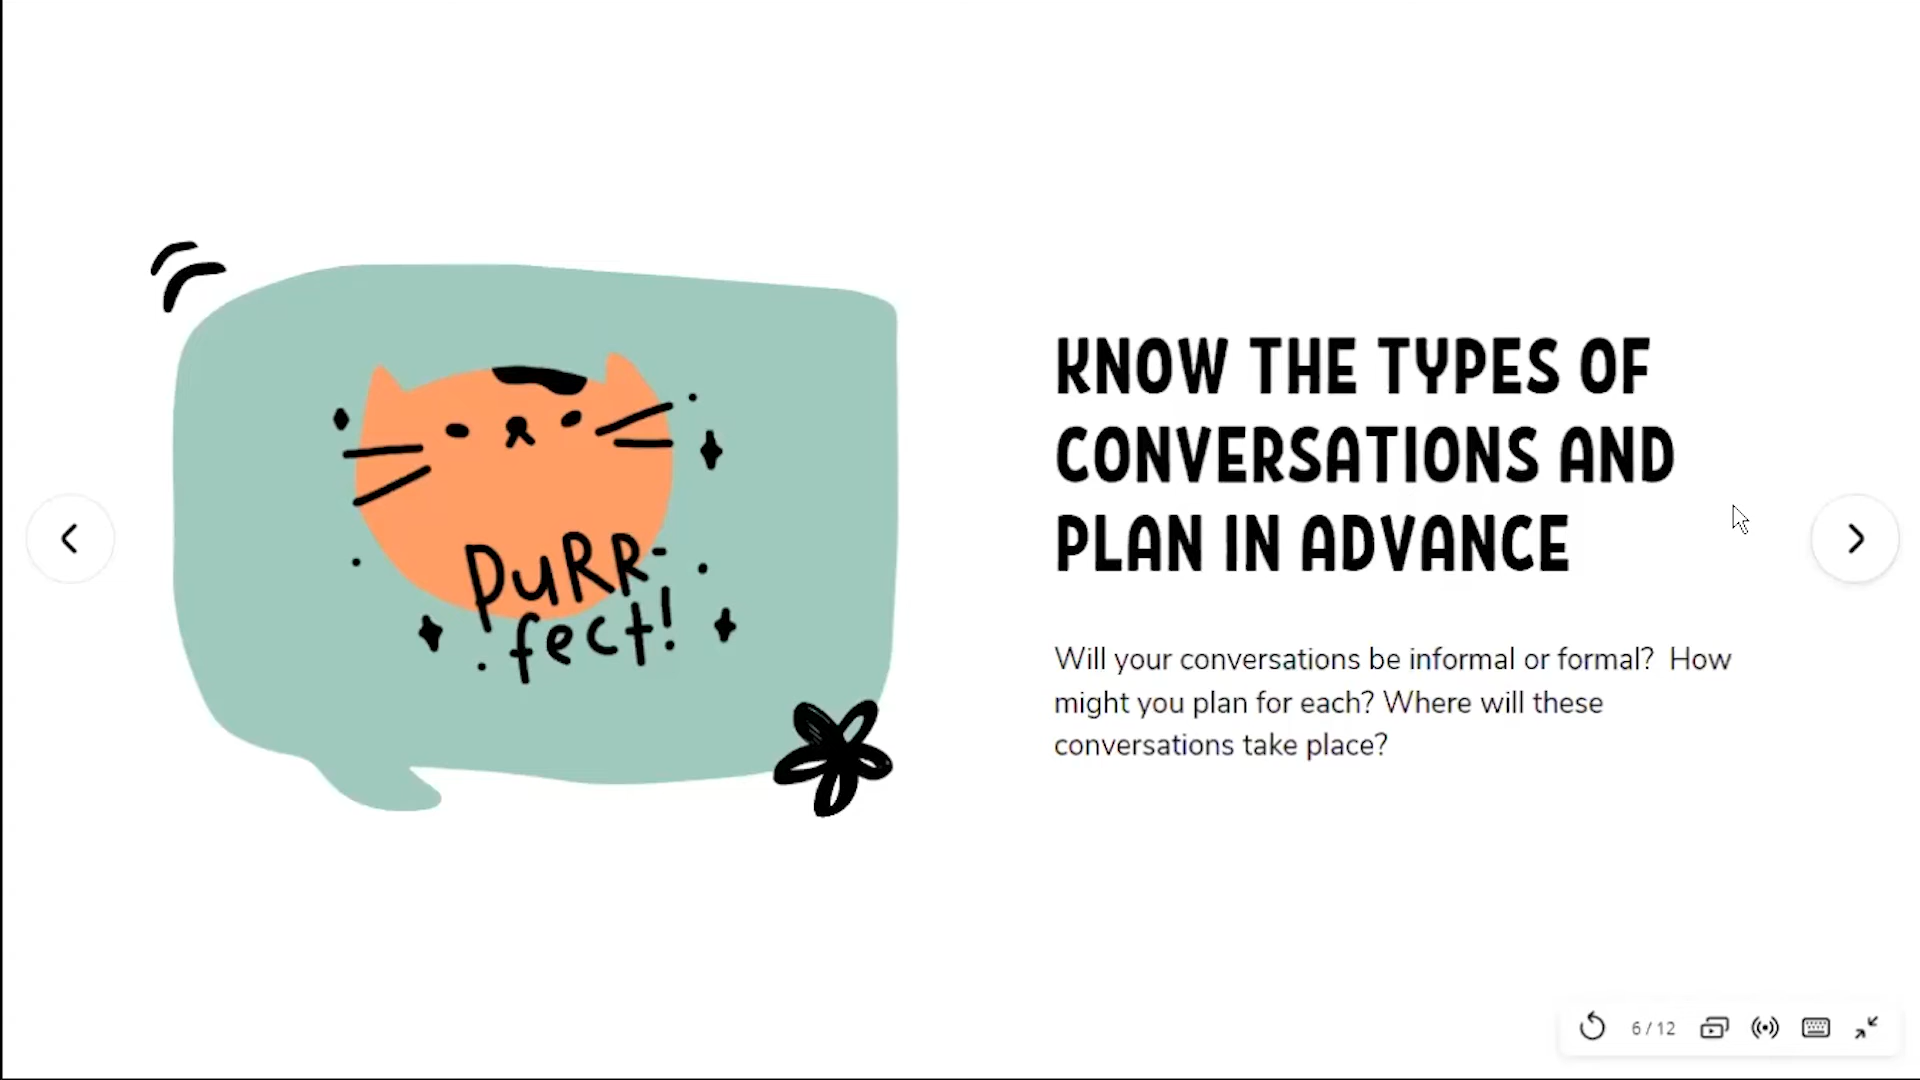 PURR-
fect!
KNOW THE TYPES OF
CONVERSATIONS AND
PLAN IN ADVANCE
Will your conversations be informal or formal?  How
might you plan for each? Where will these
conversations take place?
6 / 12